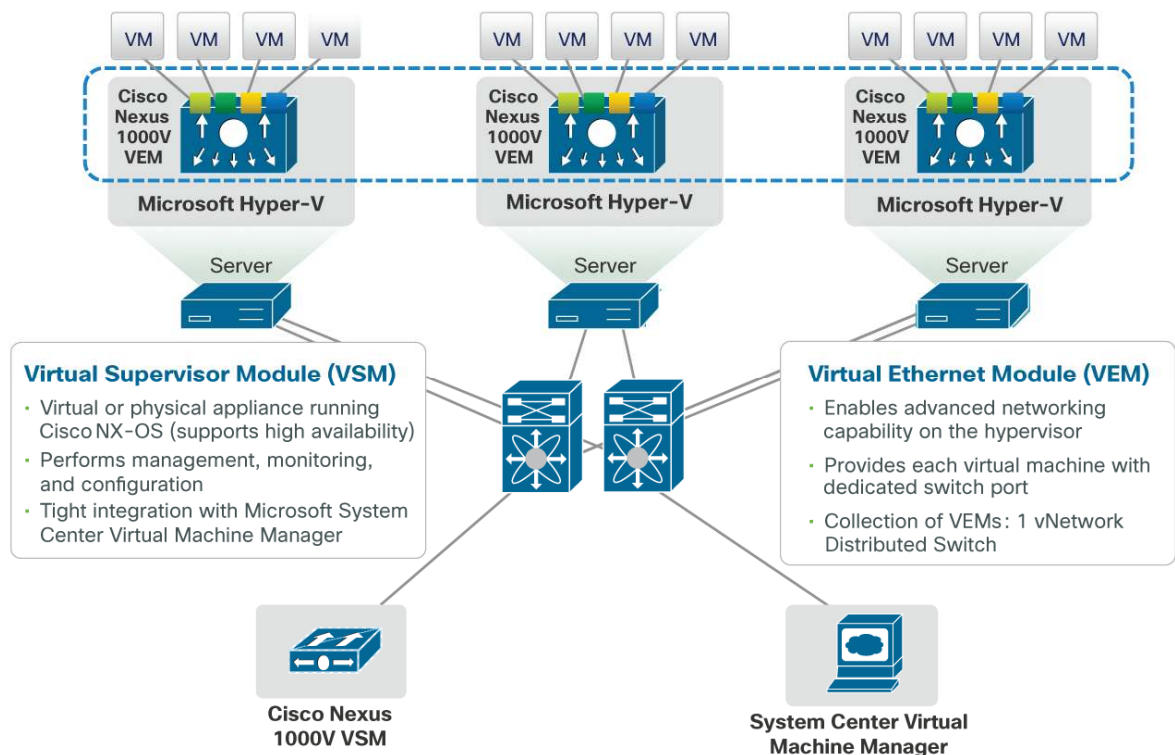 VM VM VM VM
VM VM VM VM
VM VM VM VM
Cisco
Nexus
1000V
VEM
Microsoft Hyper-V
Cisco
Nexus
1000V
VEM
Microsoft Hyper-V
Cisco
Nexus
1000V
VEM
Microsoft Hyper-V
Server
Server
Server
Virtual Supervisor Module (VSM)
· Virtual or physical appliance running
Cisco NX-OS (supports high availability)
· Performs management, monitoring,
and configuration
· Tight integration with Microsoft System
Center Virtual Machine Manager
Virtual Ethernet Module (VEM)
· Enables advanced networking
capability on the hypervisor
· Provides each virtual machine with
dedicated switch port
· Collection of VEMs: 1 vNetwork
Distributed Switch
Cisco Nexus
1000V VSM
System Center Virtual
Machine Manager